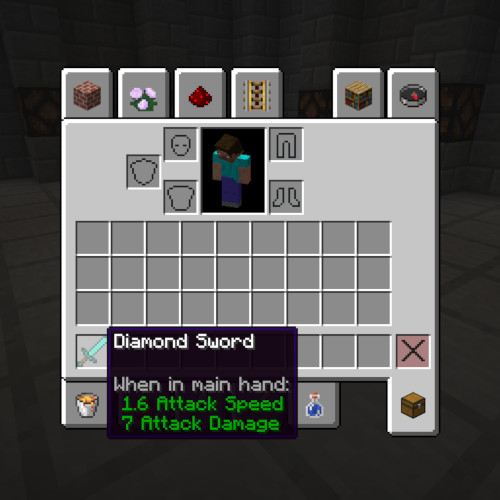 Diamond Sword
When in main hand:
1.6 Attack Speed
7 Attack Damage